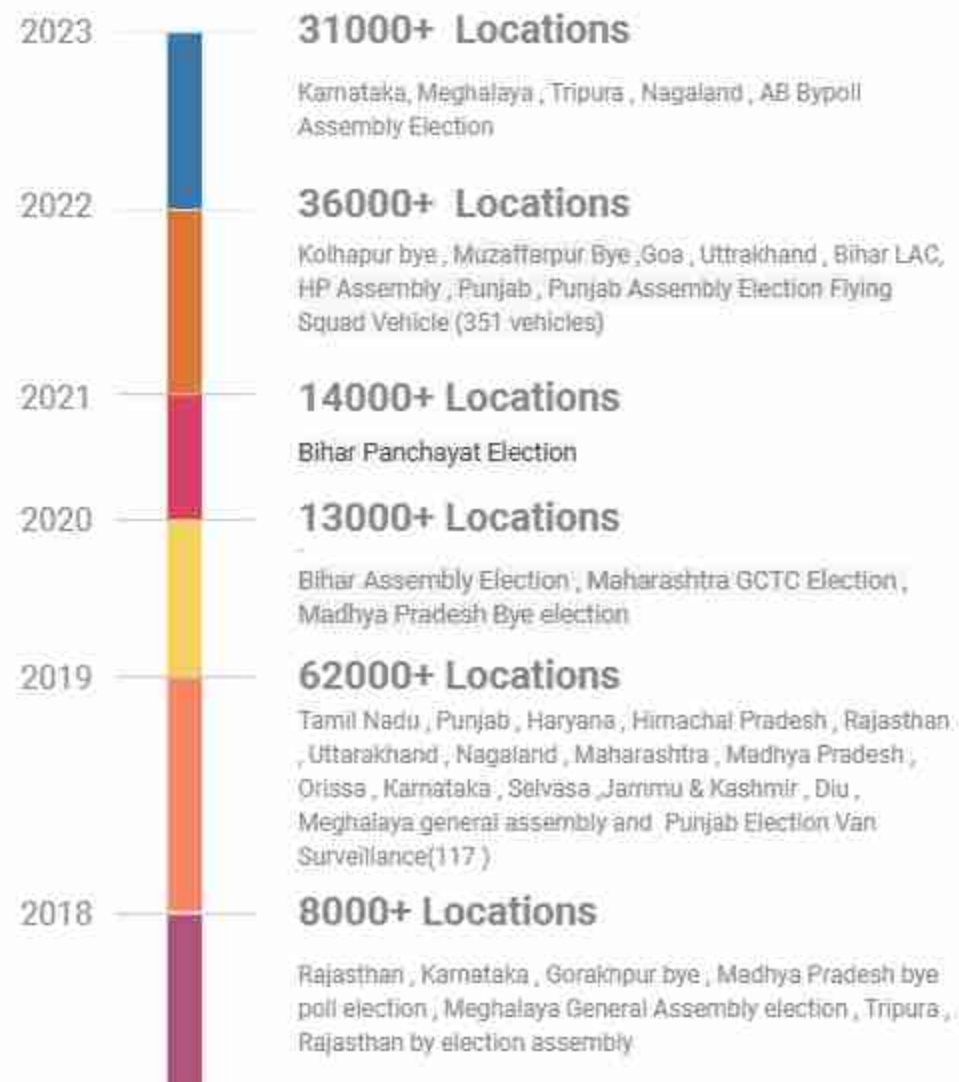 2023
31000+ Locations
Karnataka, Meghalaya , Tripura , Nagaland , AB Bypoll
Assembly Election
2022
36000+ Locations
Kolhapur bye , Muzaffarpur Bye ,Goa , Uttrakhand , Bihar LAC,
HP Assembly , Punjab , Punjab Assembly Election Flying
Squad Vehicle (351 vehicles)
2021
14000+ Locations
Bihar Panchayat Election
2020
13000+ Locations
Bihar Assembly Election , Maharashtra GCTC Election ,
Madhya Pradesh Bye election
2019
62000+ Locations
Tamil Nadu , Punjab , Haryana , Himachal Pradesh , Rajasthan
, Uttarakhand , Nagaland , Maharashtra , Madhya Pradesh ,
Orissa , Karnataka , Selvasa ,Jammu & Kashmir , Diu ,
Meghalaya general assembly and Punjab Election Van
Surveillance(117 )
2018
8000+ Locations
Rajasthan , Karnataka , Gorakhpur bye , Madhya Pradesh bye
poll election , Meghalaya General Assembly election , Tripura ,
Rajasthan by election assembly